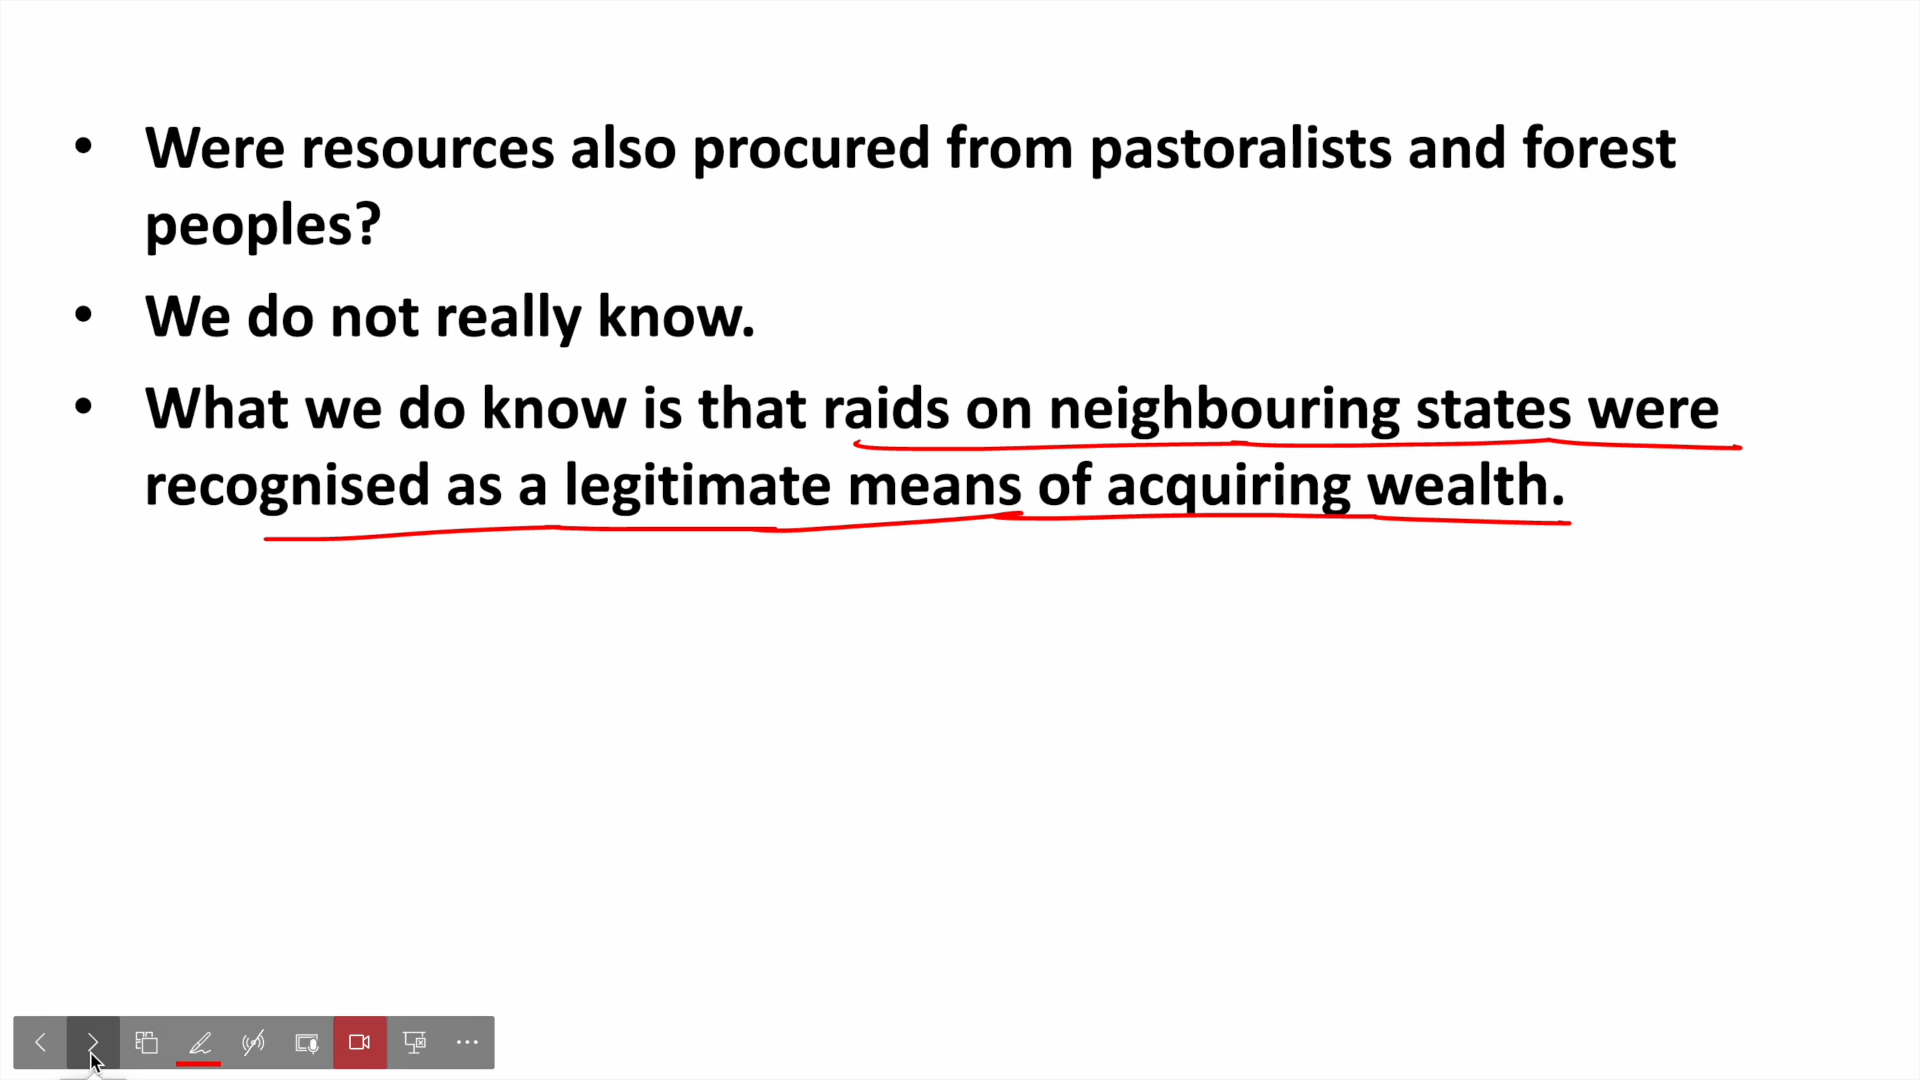 • Were resources also procured from pastoralists and forest
peoples?
• We do not really know.
• What we do know is that raids on neighbouring states were
recognised as a legitimate means of acquiring wealth.